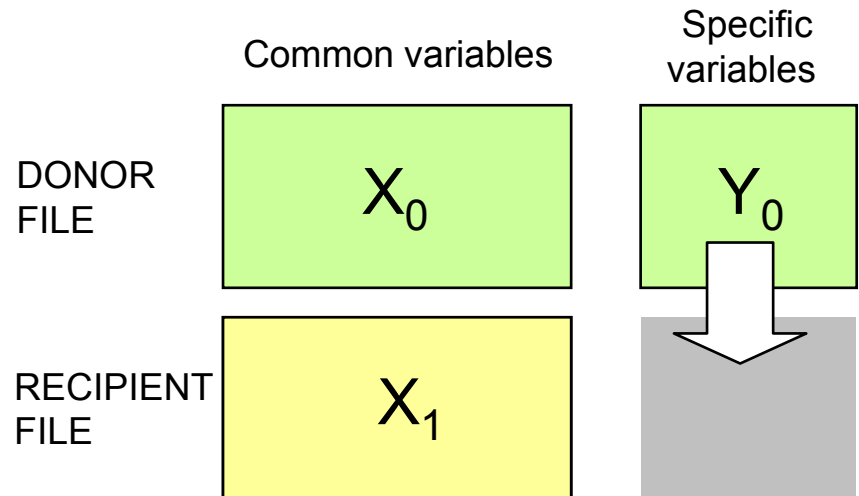 Common variables
Specific
variables
DONOR
FILE
X₀
Y₀
RECIPIENT
FILE
X₁